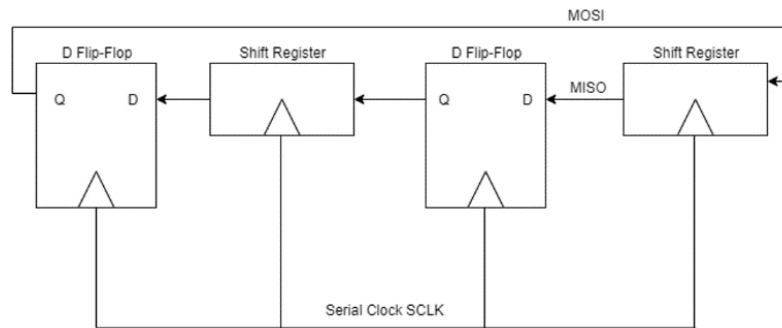 MOSI
D Flip-Flop
Shift Register
D Flip-Flop
Shift Register
Q D
Q D
MISO
Serial Clock SCLK